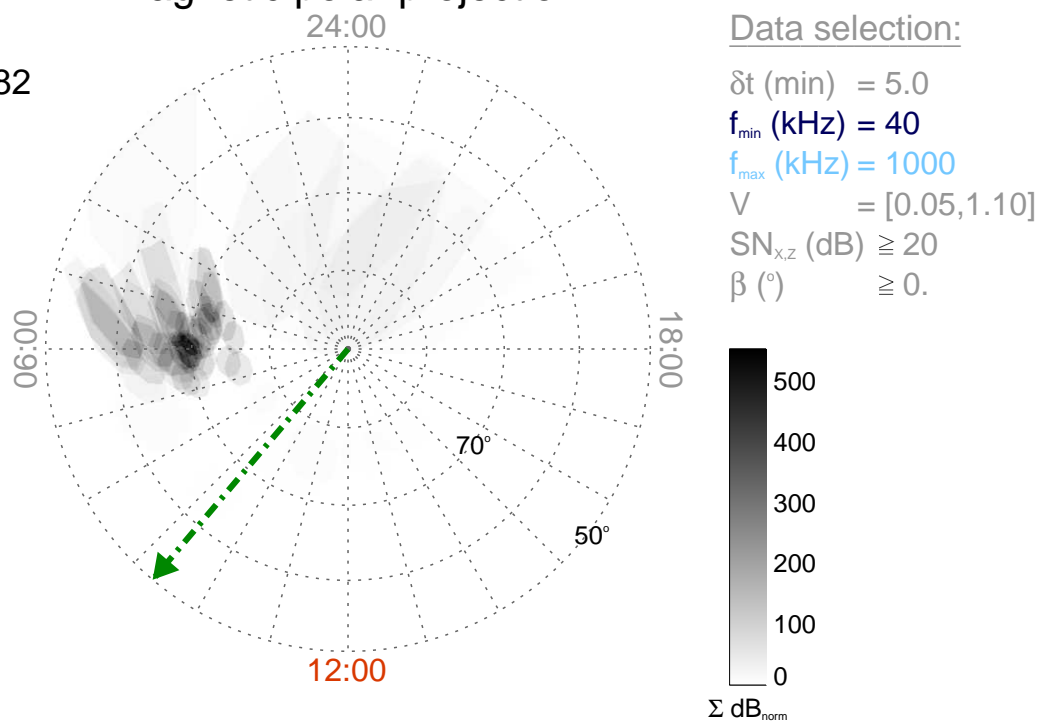 24:00
82
06:00
18:00
70°
50°
12:00
Data selection:
δt (min) = 5.0
f_min (kHz) = 40
f_max (kHz) = 1000
V = [0.05,1.10]
SN_x,z (dB) ≧ 20
β (°) ≧ 0.
500
400
300
200
100
0
Σ dB_norm